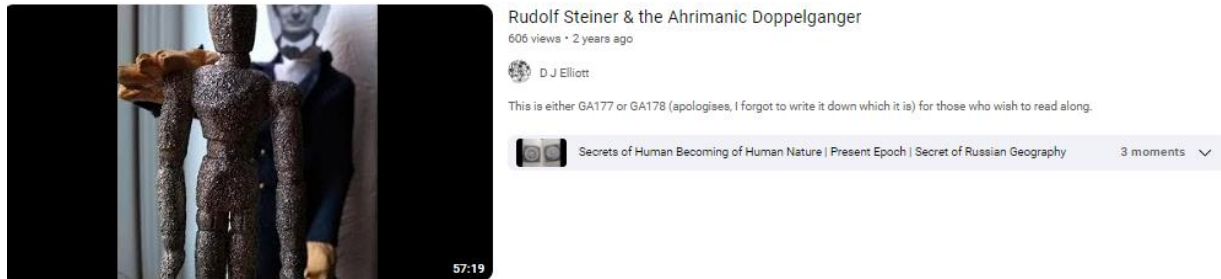 Rudolf Steiner & the Ahrimanic Doppelganger
606 views • 2 years ago
D J Elliott
This is either GA177 or GA178 (apologises, I forgot to write it down which it is) for those who wish to read along.
Secrets of Human Becoming of Human Nature | Present Epoch | Secret of Russian Geography 3 moments
57:19